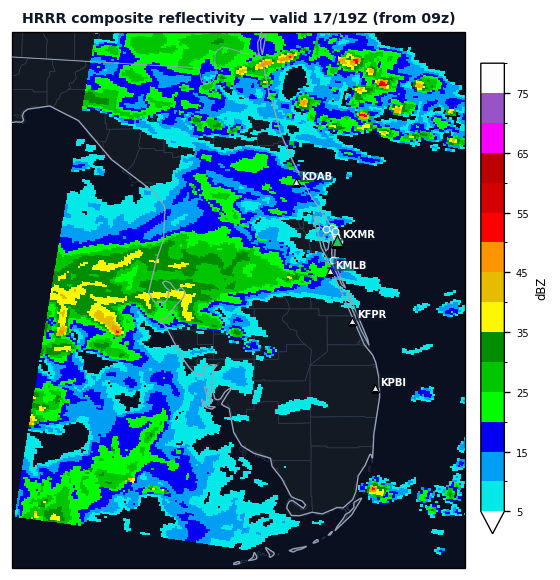 HRRR composite reflectivity — valid 17/19Z (from 09z)
KDAB
KXMR
KMLB
KFPR
KPBI
75
65
55
45
35
25
15
5
dBZ